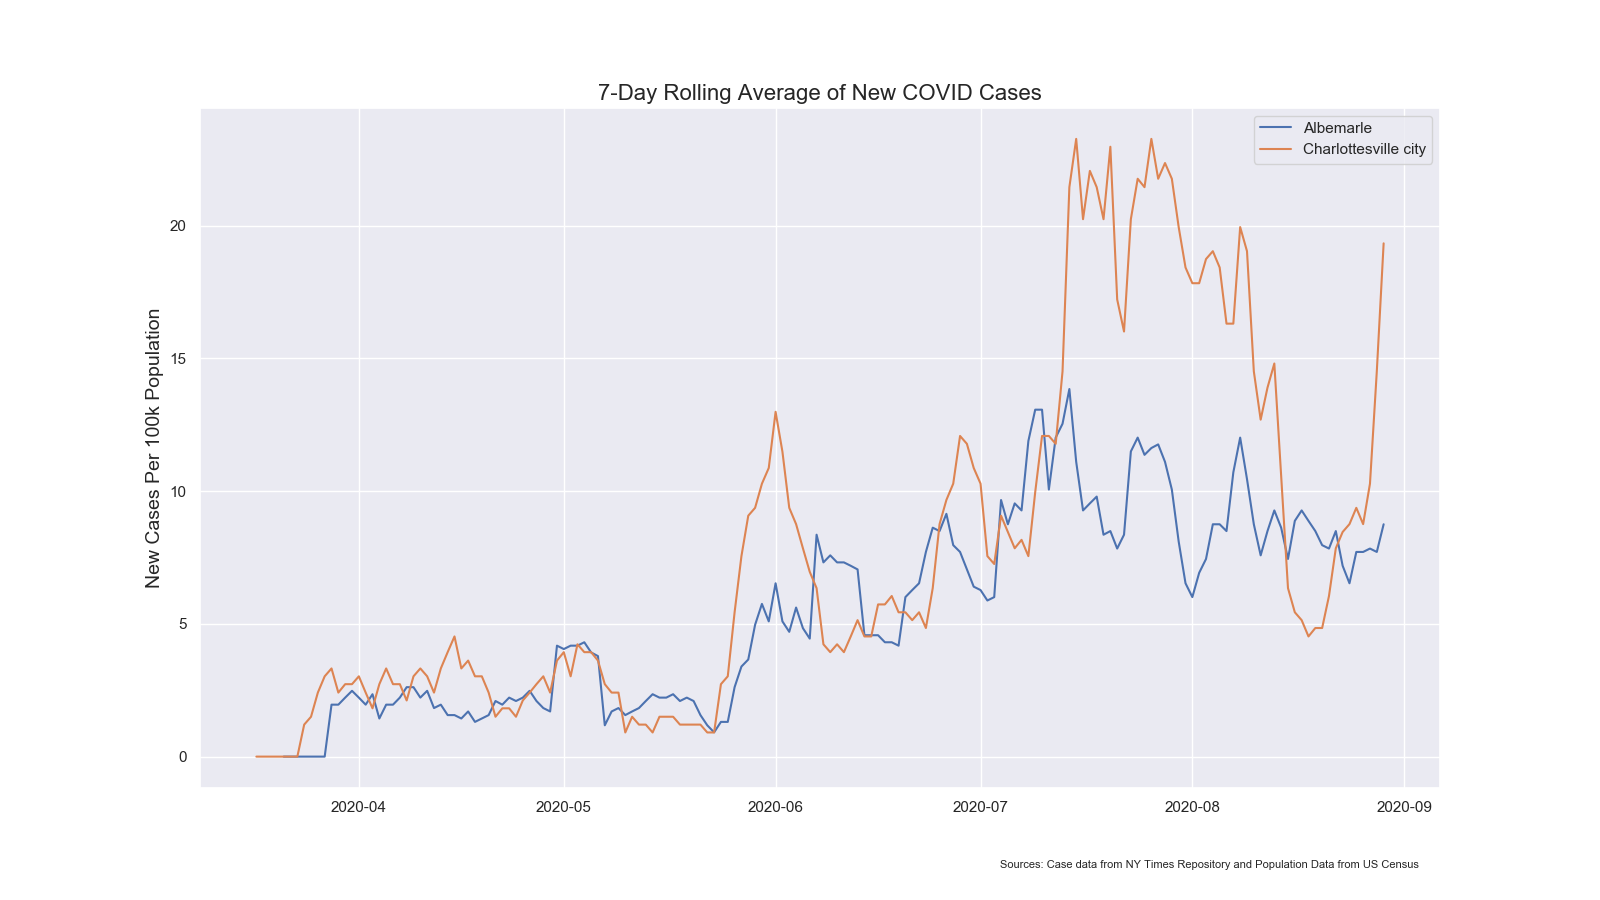 7-Day Rolling Average of New COVID Cases
Albemarle
Charlottesville city
New Cases Per 100k Population
20
15
10
5
0
2020-04 2020-05 2020-06 2020-07 2020-08 2020-09
Sources: Case data from NY Times Repository and Population Data from US Census